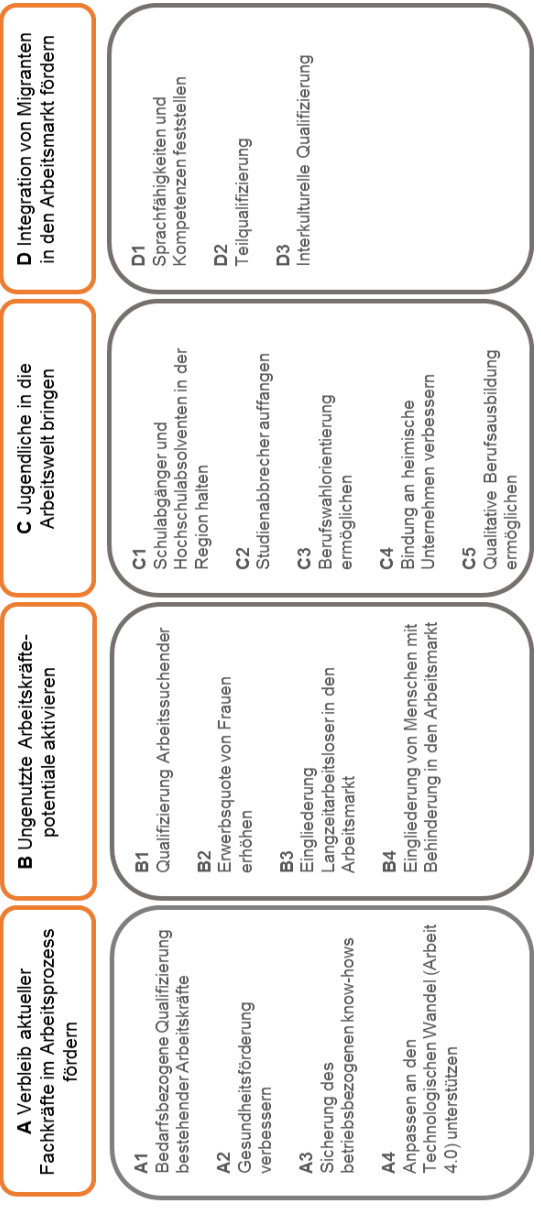 A Verbleib aktueller
Fachkräfte im Arbeitsprozess
fördern
A1
Bedarfsbezogene Qualifizierung
bestehender Arbeitskräfte
A2
Gesundheitsförderung
verbessern
A3
Sicherung des
betriebsbezogenen know-hows
A4
Anpassen an den
Technologischen Wandel (Arbeit
4.0) unterstützen
B Ungenutzte Arbeitskräfte-
potentiale aktivieren
B1
Qualifizierung Arbeitssuchender
B2
Erwerbsquote von Frauen
erhöhen
B3
Eingliederung
Langzeitarbeitsloser in den
Arbeitsmarkt
B4
Eingliederung von Menschen mit
Behinderung in den Arbeitsmarkt
C Jugendliche in die
Arbeitswelt bringen
C1
Schulabgänger und
Hochschulabsolventen in der
Region halten
C2
Studienabbrecher auffangen
C3
Berufswahlorientierung
ermöglichen
C4
Bindung an heimische
Unternehmen verbessern
C5
Qualitative Berufsausbildung
ermöglichen
D Integration von Migranten
in den Arbeitsmarkt fördern
D1
Sprachfähigkeiten und
Kompetenzen feststellen
D2
Teilqualifizierung
D3
Interkulturelle Qualifizierung